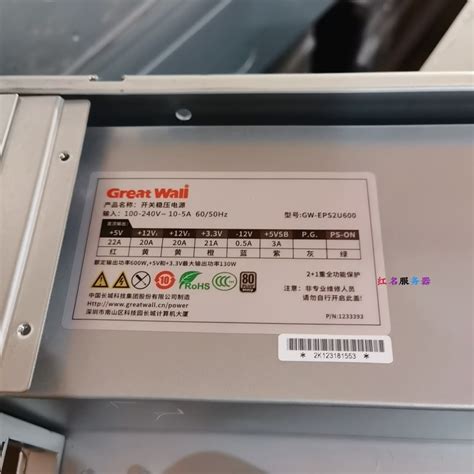 Great Wall
产品名称：开关稳压电源
型号：GW-EPS2U600
输入：100-240V~ 10-5A 60/50Hz
+5V +12V₁ +12V₂ +3.3V -12V +5VSB P.G. PS-ON
22A 20A 20A 21A 0.5A 3A
红 黄 黄 橙 蓝 紫 灰 绿
额定输出功率600W,+5V和+3.3V最大输出功率130W
RoHS
80
中国长城科技集团股份有限公司制造
Greatwall.cn/power
深圳市南山区科技园长城计算机大厦
2+1重全功能保护
注意：非专业维修人员
请勿自行开启此盖!
P/N:1233393
2K123181553
红名服务器